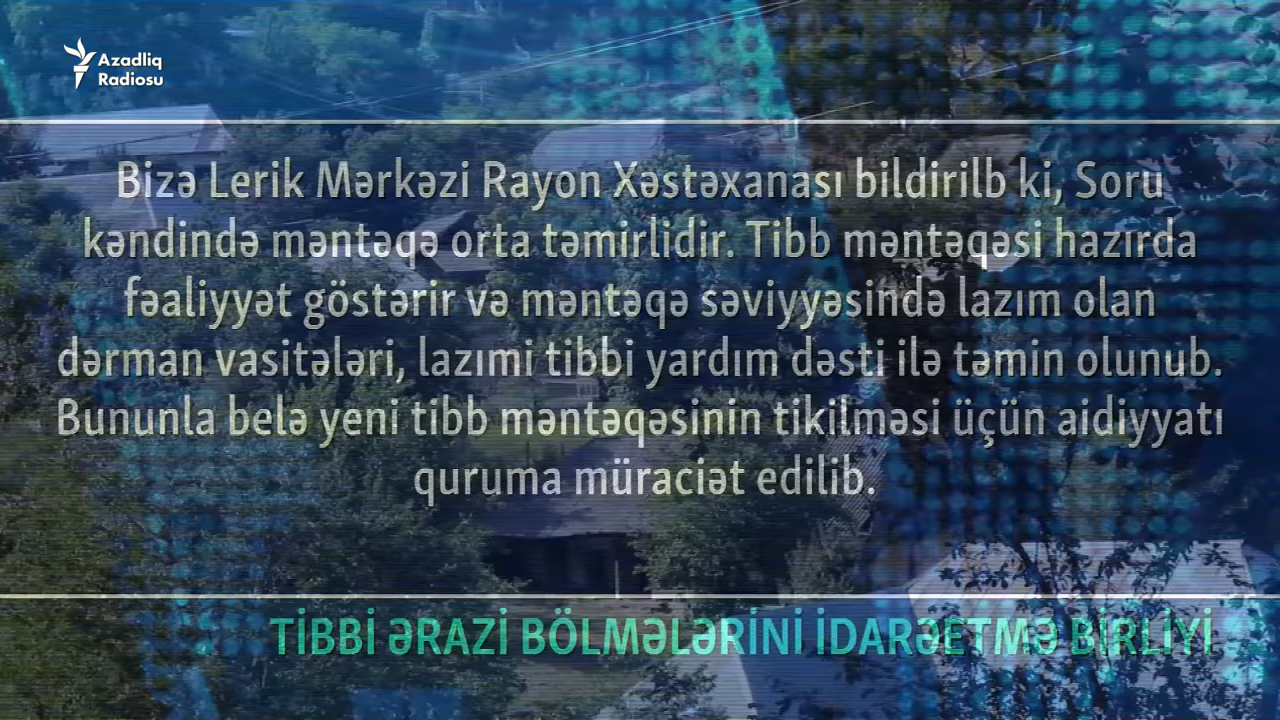 Azadlıq
Radiosu
Bizə Lerik Mərkəzi Rayon Xəstəxanası bildirilb ki, Soru
kəndində məntəqə orta təmirlidir. Tibb məntəqəsi hazırda
fəaliyyət göstərir və məntəqə səviyyəsində lazım olan
dərman vasitələri, lazımi tibbi yardım dəsti ilə təmin olunub.
Bununla belə yeni tibb məntəqəsinin tikilməsi üçün aidiyyatı
quruma müraciət edilib.
TİBBİ ƏRAZİ BÖLMƏLƏRİNİ İDARƏETMƏ BİRLİYİ